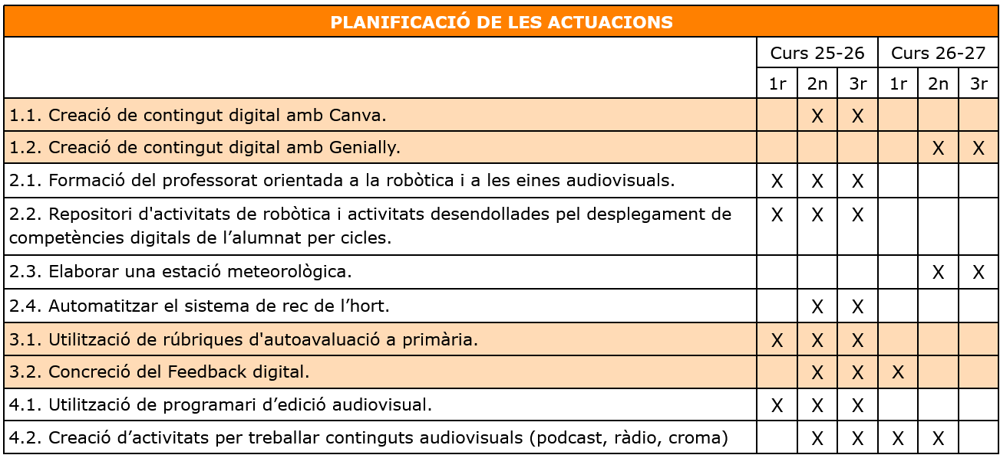 PLANIFICACIÓ DE LES ACTUACIONS
Curs 25-26 Curs 26-27
1r 2n 3r 1r 2n 3r
1.1. Creació de contingut digital amb Canva. X X
1.2. Creació de contingut digital amb Genially. X X
2.1. Formació del professorat orientada a la robòtica i a les eines audiovisuals. X X X
2.2. Repositori d'activitats de robòtica i activitats desendollades pel desplegament de X X X
competències digitals de l’alumnat per cicles.
2.3. Elaborar una estació meteorològica. X X
2.4. Automatitzar el sistema de rec de l’hort. X X
3.1. Utilització de rúbriques d'autoavaluació a primària. X X X
3.2. Concreció del Feedback digital. X X X
4.1. Utilització de programari d’edició audiovisual. X X X
4.2. Creació d’activitats per treballar continguts audiovisuals (podcast, ràdio, croma) X X X X